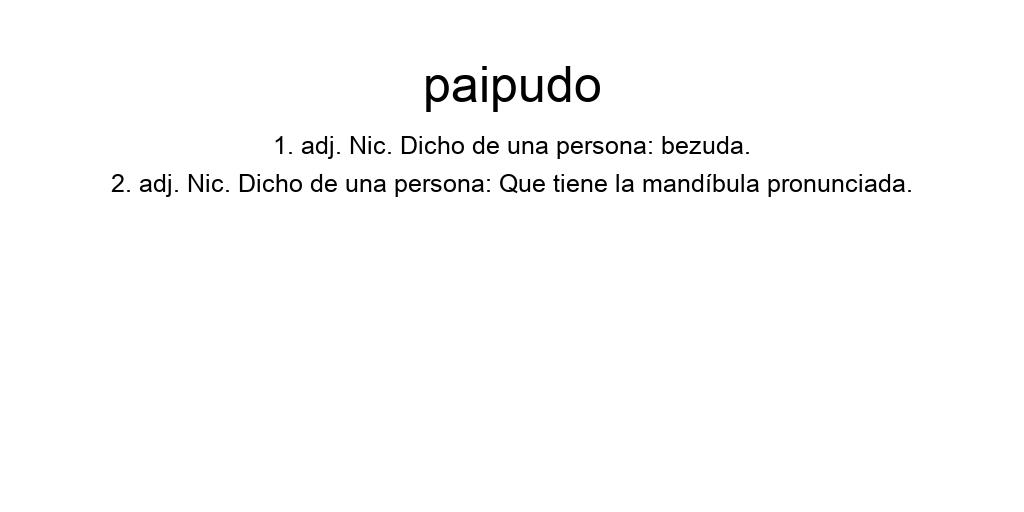 paipudo
1. adj. Nic. Dicho de una persona: bezuda.
2. adj. Nic. Dicho de una persona: Que tiene la mandíbula pronunciada.